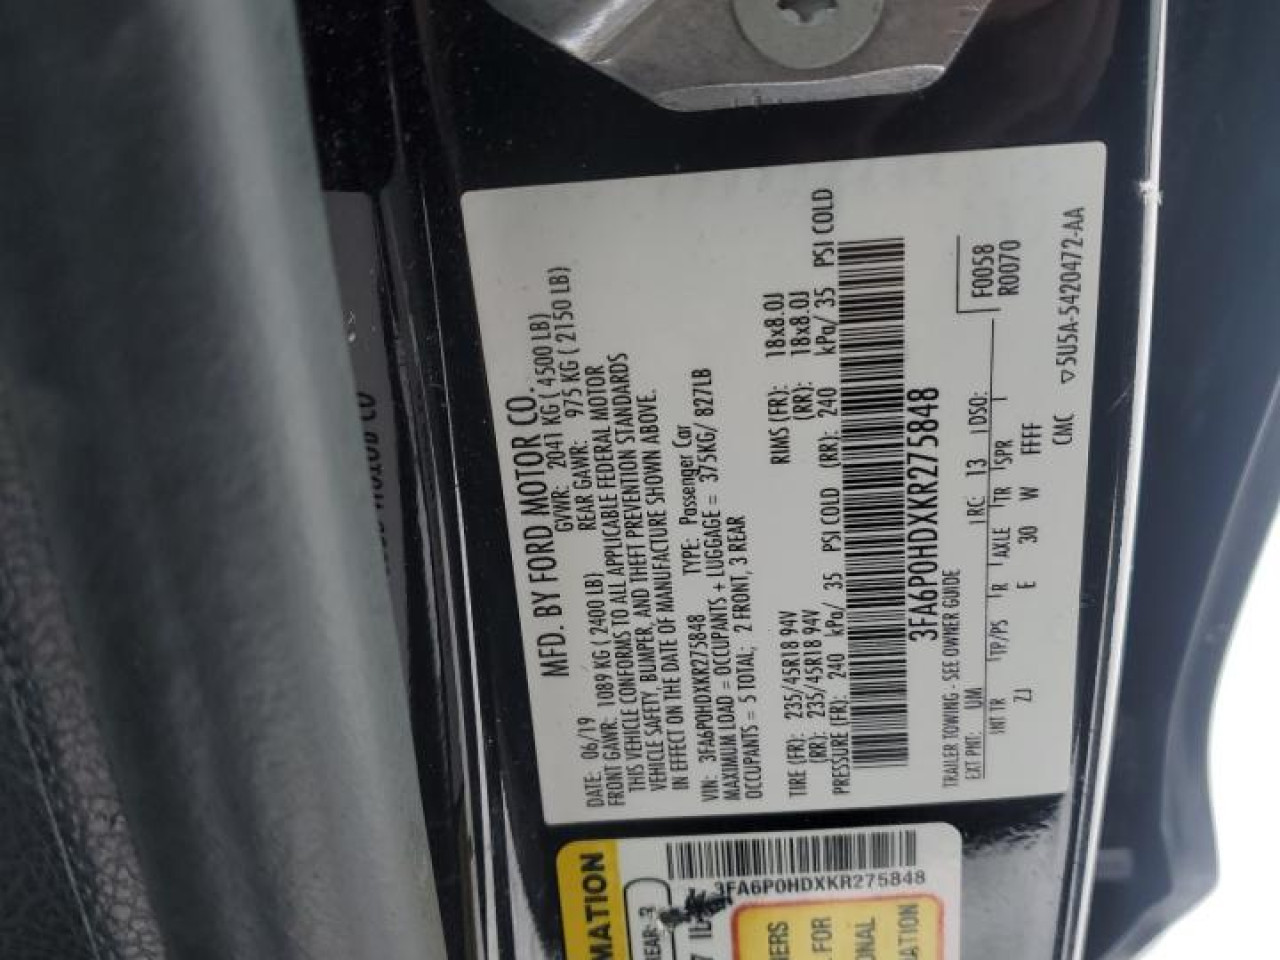 MFD. BY FORD MOTOR CO.
DATE: 06/19 GVWR: 2041 KG ( 4500 LB)
FRONT GAWR: 1089 KG ( 2400 LB) REAR GAWR: 975 KG ( 2150 LB)
THIS VEHICLE CONFORMS TO ALL APPLICABLE FEDERAL MOTOR
VEHICLE SAFETY, BUMPER, AND THEFT PREVENTION STANDARDS
IN EFFECT ON THE DATE OF MANUFACTURE SHOWN ABOVE.
VIN: 3FA6P0HDXKR275848 TYPE: Passenger Car
MAXIMUM LOAD = OCCUPANTS + LUGGAGE = 375KG/ 827LB
OCCUPANTS = 5 TOTAL; 2 FRONT, 3 REAR
TIRE (FR): 235/45R18 94V RIMS (FR): 18x8.0J
(RR): 235/45R18 94V (RR): 18x8.0J
PRESSURE (FR): 240 kPa/ 35 PSI COLD (RR): 240 kPa/ 35 PSI COLD
3FA6P0HDXKR275848
TRAILER TOWING - SEE OWNER GUIDE
EXT PNT: UM RC: 13 DSO: F0058
R0070
INT TR TP/PS R AXLE TR SPR
ZJ E 30 W FFFF
CMC ▽5U5A-5420472-AA
MATION
3FA6P0HDXKR275848
REAR
FOR